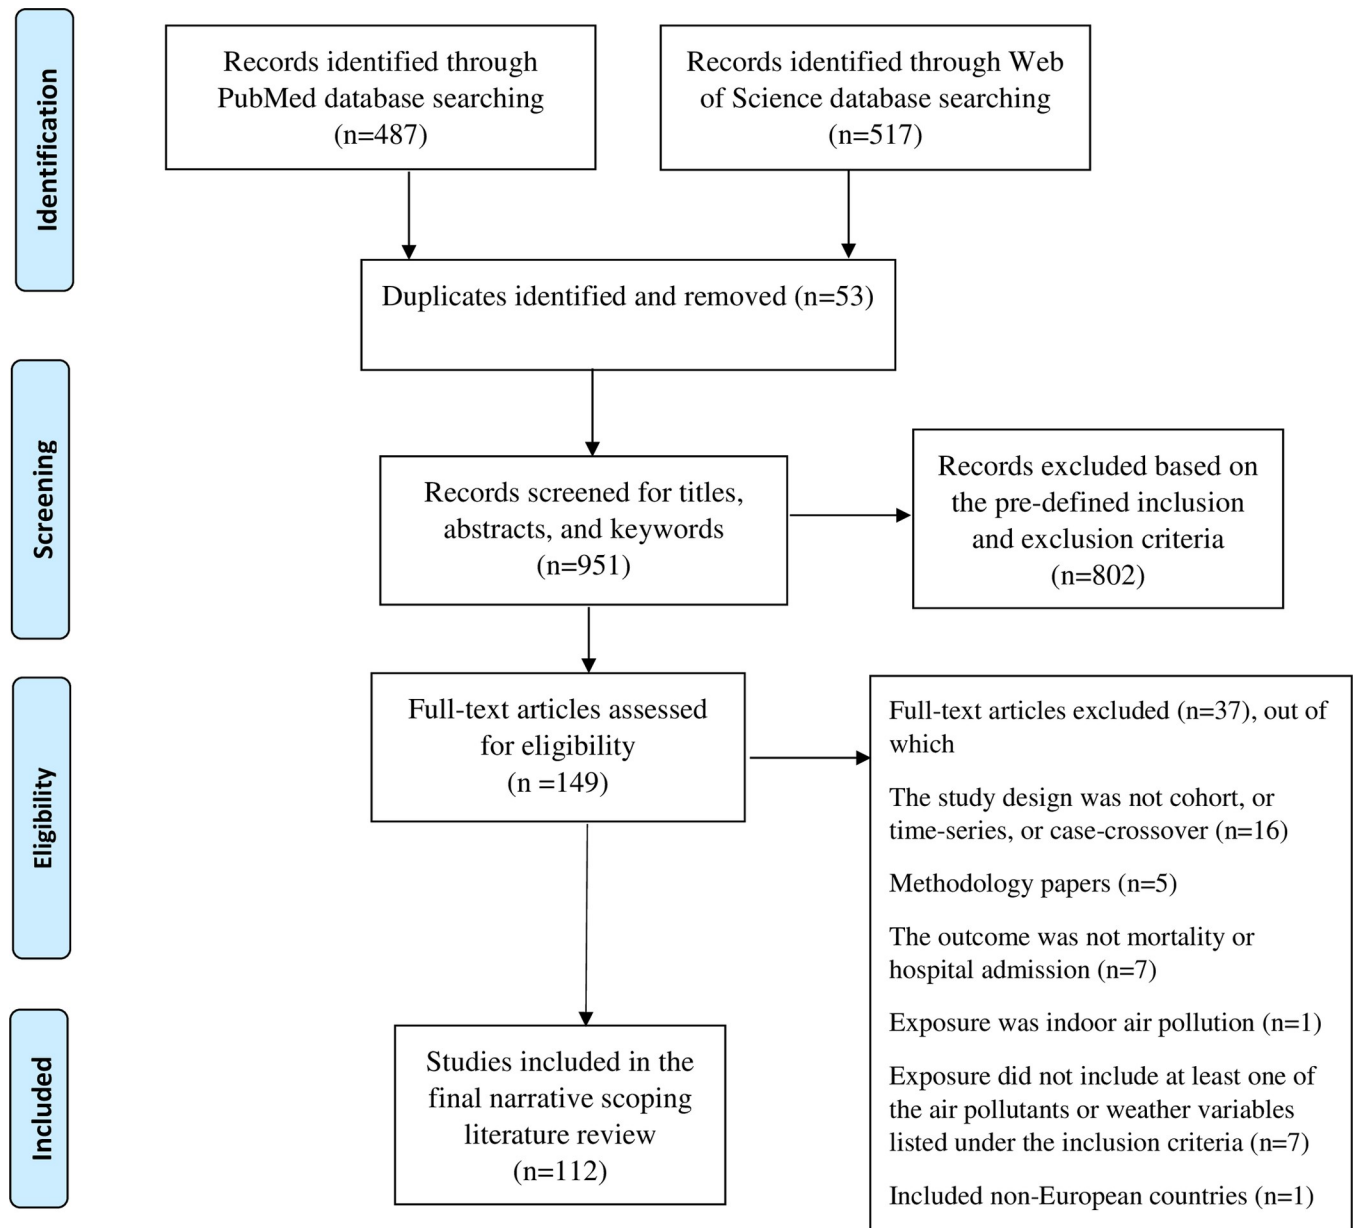 Identification
Records identified through
PubMed database searching
(n=487)
Records identified through Web
of Science database searching
(n=517)
Duplicates identified and removed (n=53)
Screening
Records screened for titles,
abstracts, and keywords
(n=951)
Records excluded based on
the pre-defined inclusion
and exclusion criteria
(n=802)
Eligibility
Full-text articles assessed
for eligibility
(n =149)
Full-text articles excluded (n=37), out of
which
The study design was not cohort, or
time-series, or case-crossover (n=16)
Methodology papers (n=5)
The outcome was not mortality or
hospital admission (n=7)
Exposure was indoor air pollution (n=1)
Exposure did not include at least one of
the air pollutants or weather variables
listed under the inclusion criteria (n=7)
Included non-European countries (n=1)
Included
Studies included in the
final narrative scoping
literature review
(n=112)